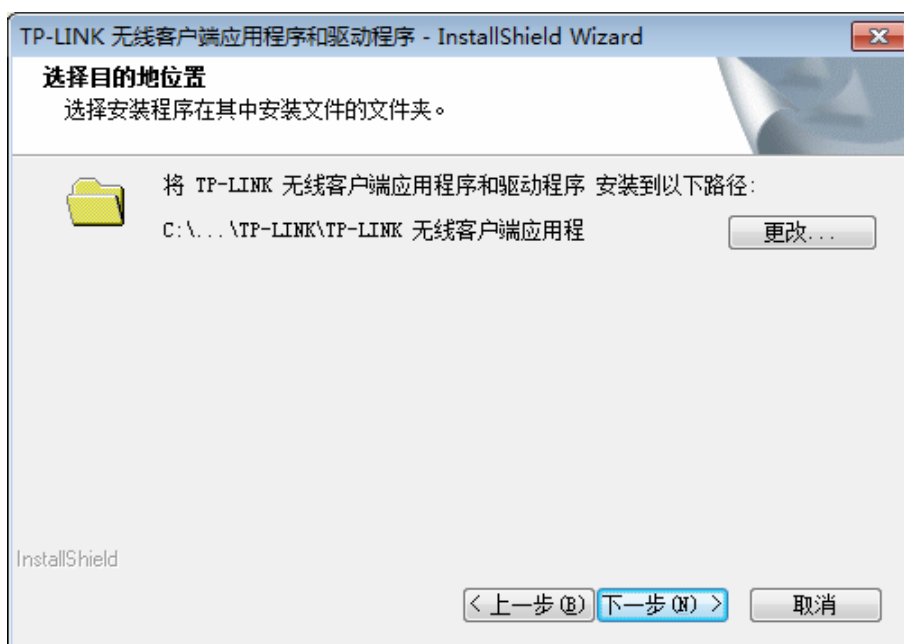 TP-LINK 无线客户端应用程序和驱动程序 - InstallShield Wizard
选择目的地位置
选择安装程序在其中安装文件的文件夹。
将 TP-LINK 无线客户端应用程序和驱动程序 安装到以下路径:
C:\...\TP-LINK\TP-LINK 无线客户端应用程
更改...
InstallShield
< 上一步(B) 下一步(N) > 取消